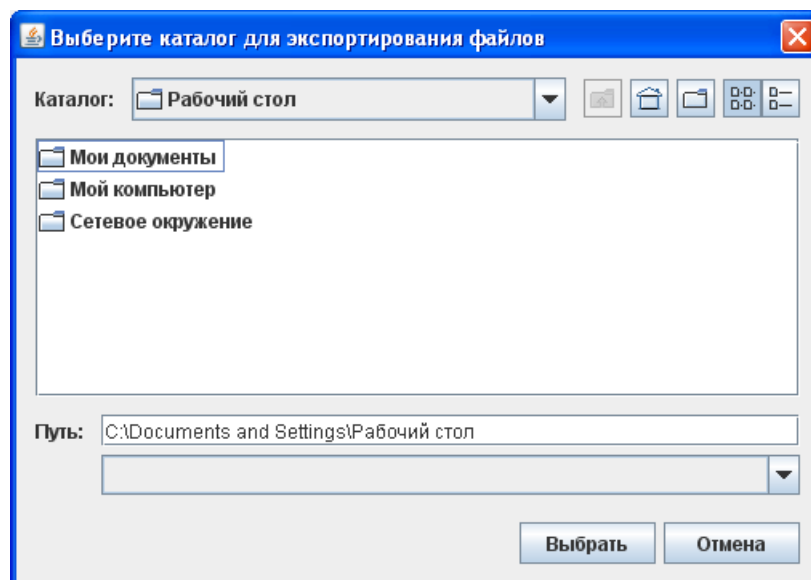 Выберите каталог для экспортирования файлов
Каталог: Рабочий стол
Мои документы
Мой компьютер
Сетевое окружение
Путь: C:\Documents and Settings\Рабочий стол
Выбрать Отмена